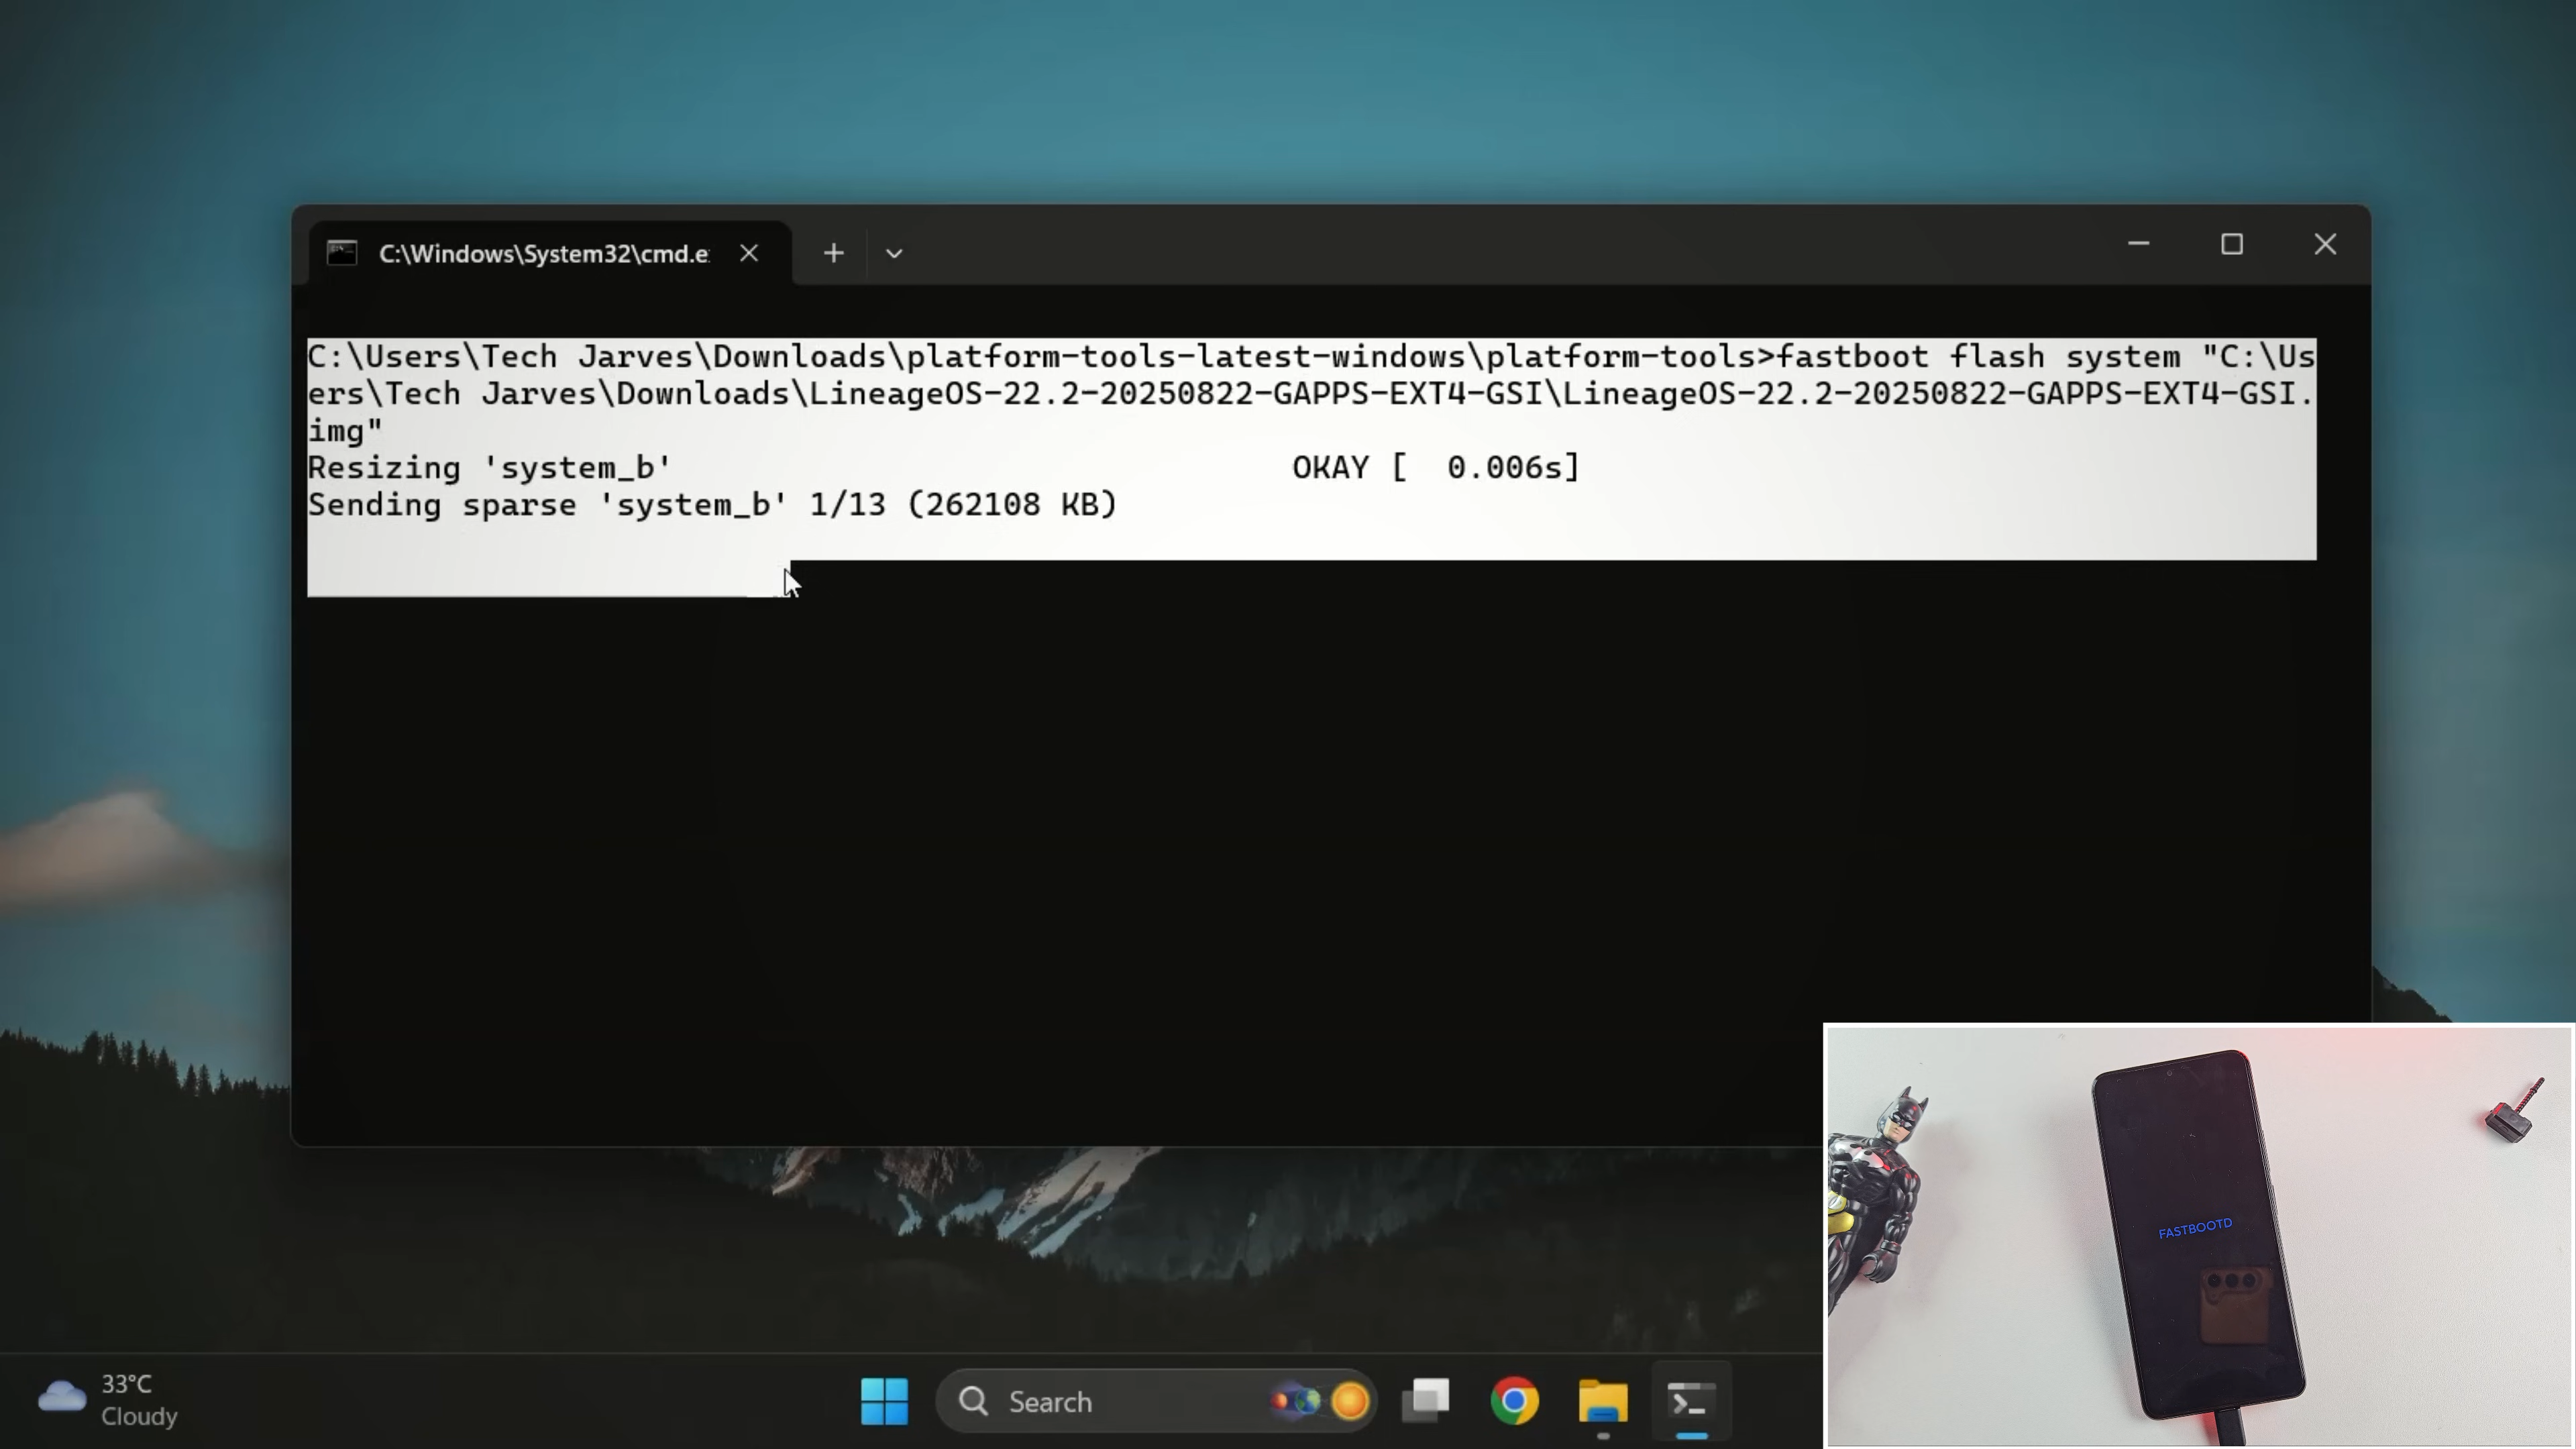 C:\Windows\System32\cmd.e
C:\Users\Tech Jarves\Downloads\platform-tools-latest-windows\platform-tools>fastboot flash system "C:\Us
ers\Tech Jarves\Downloads\LineageOS-22.2-20250822-GAPPS-EXT4-GSI\LineageOS-22.2-20250822-GAPPS-EXT4-GSI.
img"
Resizing 'system_b' OKAY [ 0.006s]
Sending sparse 'system_b' 1/13 (262108 KB)
FASTBOOTD
33°C
Cloudy
Search